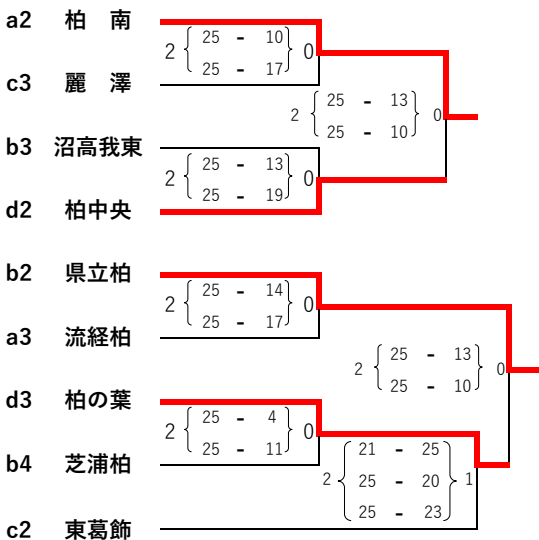 a2 柏 南
2 25 - 10 0
25 - 17
c3 麗 澤
2 25 - 13 0
25 - 10
b3 沼高我東
2 25 - 13 0
25 - 19
d2 柏中央
b2 県立柏
2 25 - 14 0
25 - 17
a3 流経柏
2 25 - 13 0
25 - 10
d3 柏の葉
2 25 - 4 0
25 - 11
b4 芝浦柏
2 21 - 25 1
25 - 20
25 - 23
c2 東葛飾